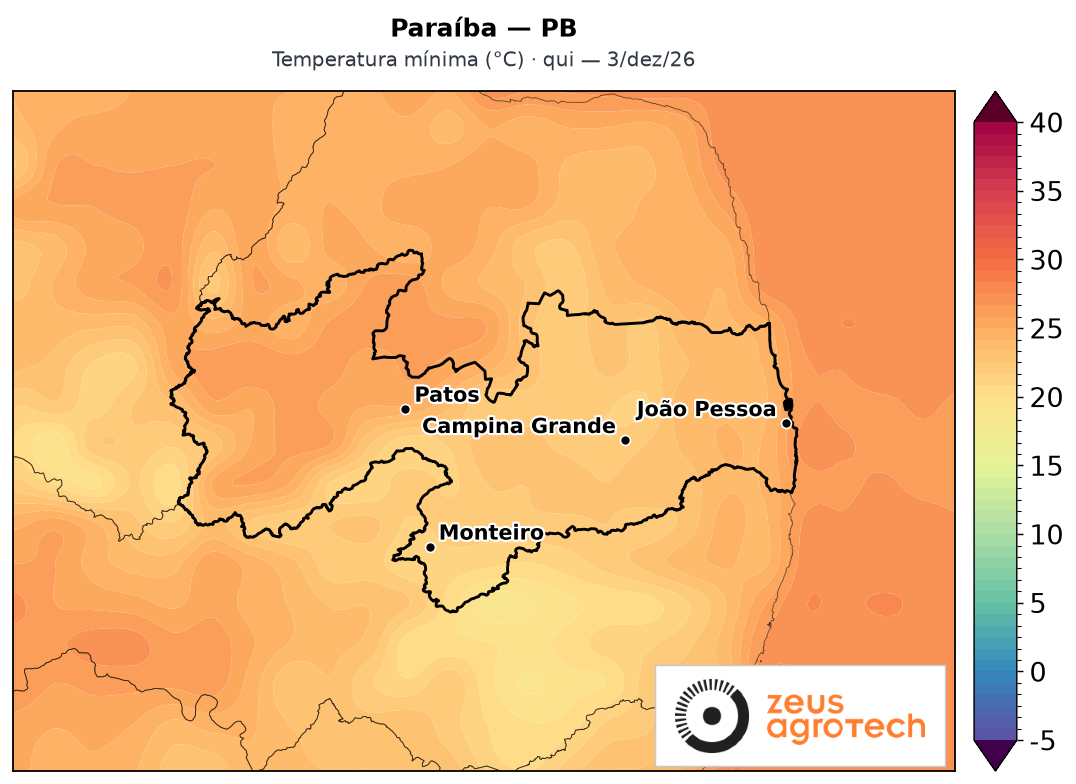 Paraíba — PB
Temperatura mínima (°C) · qui — 3/dez/26
40
35
30
25
20
15
10
5
0
-5
Patos
João Pessoa
Campina Grande
Monteiro
zeus
agrotech